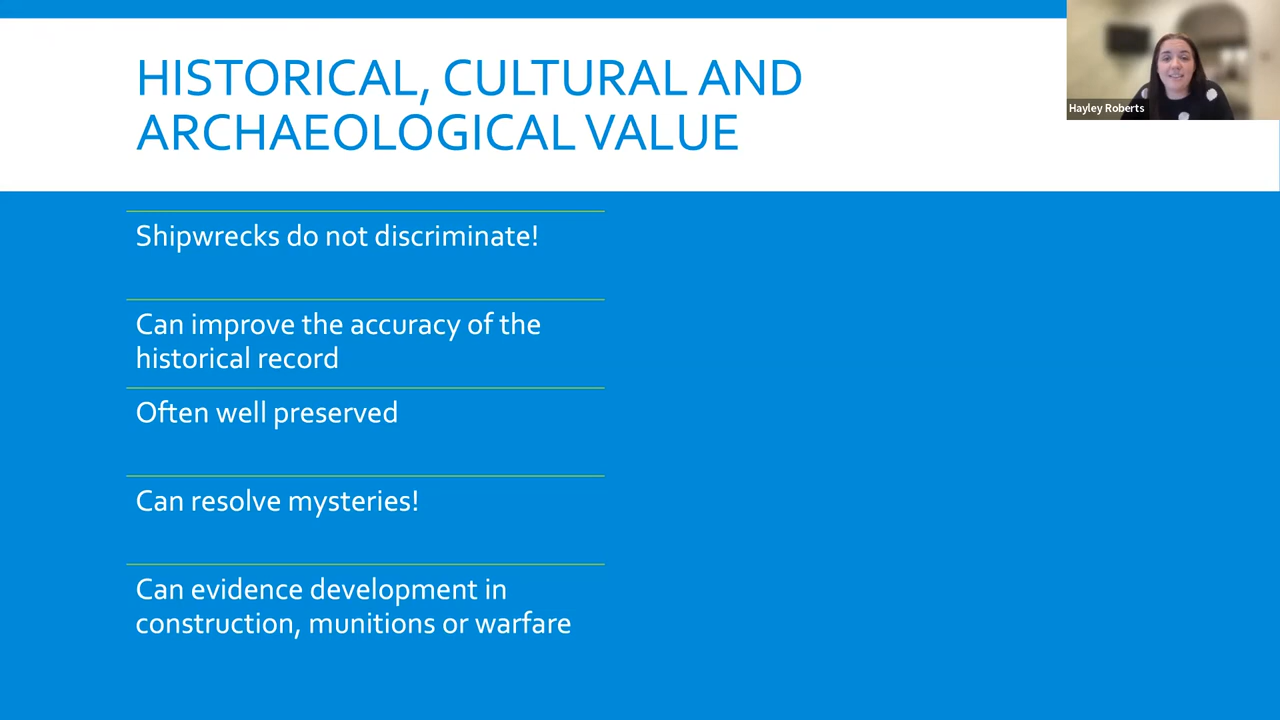 HISTORICAL, CULTURAL AND
ARCHAEOLOGICAL VALUE
Hayley Roberts
Shipwrecks do not discriminate!
Can improve the accuracy of the
historical record
Often well preserved
Can resolve mysteries!
Can evidence development in
construction, munitions or warfare